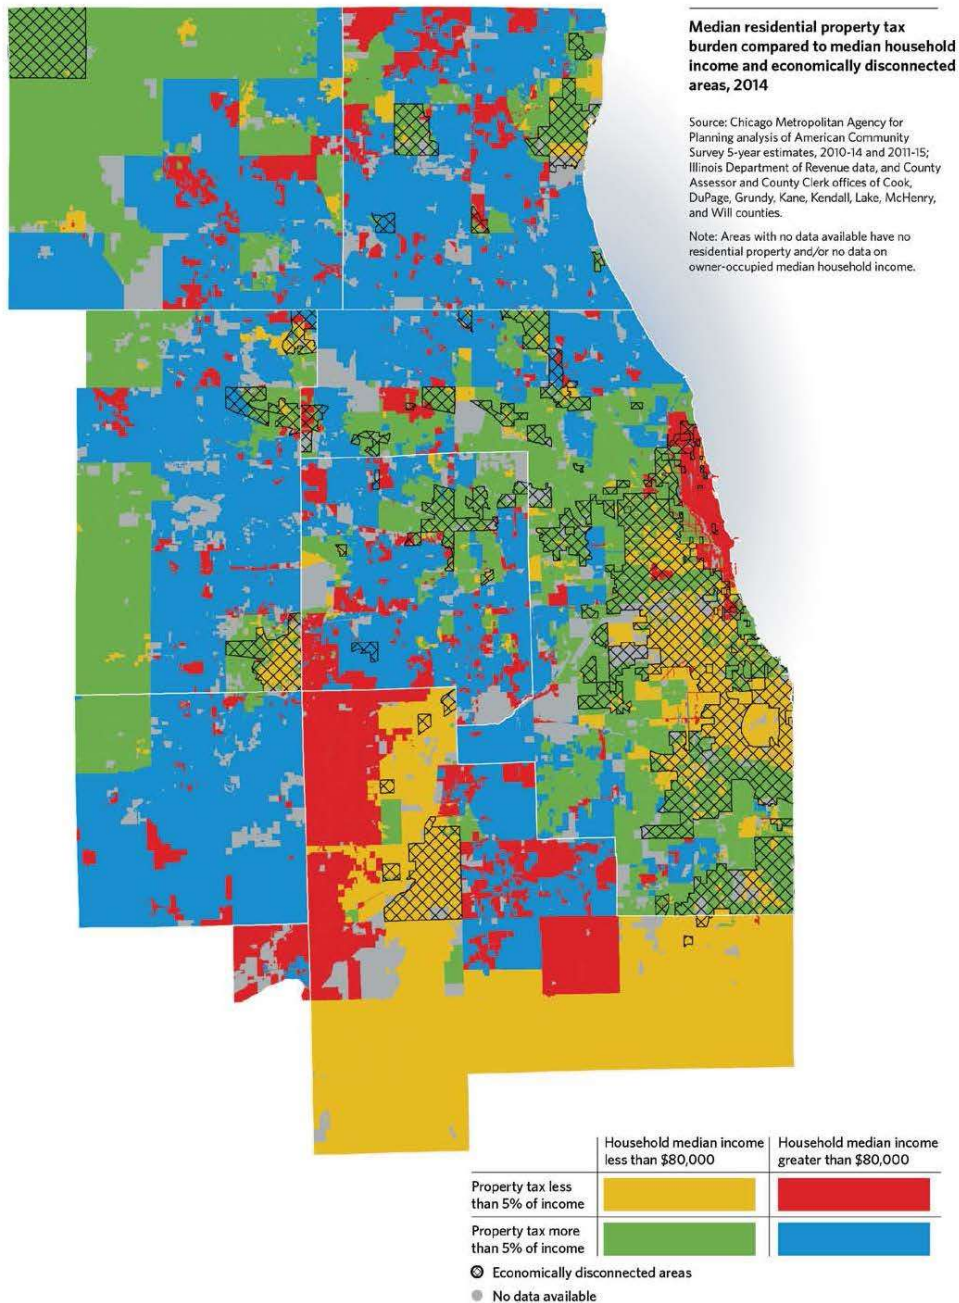 Median residential property tax
burden compared to median household
income and economically disconnected
areas, 2014
Source: Chicago Metropolitan Agency for
Planning analysis of American Community
Survey 5-year estimates, 2010-14 and 2011-15;
Illinois Department of Revenue data, and County
Assessor and County Clerk offices of Cook,
DuPage, Grundy, Kane, Kendall, Lake, McHenry,
and Will counties.
Note: Areas with no data available have no
residential property and/or no data on
owner-occupied median household income.
Household median income
less than $80,000
Household median income
greater than $80,000
Property tax less
than 5% of income
Property tax more
than 5% of income
Economically disconnected areas
No data available